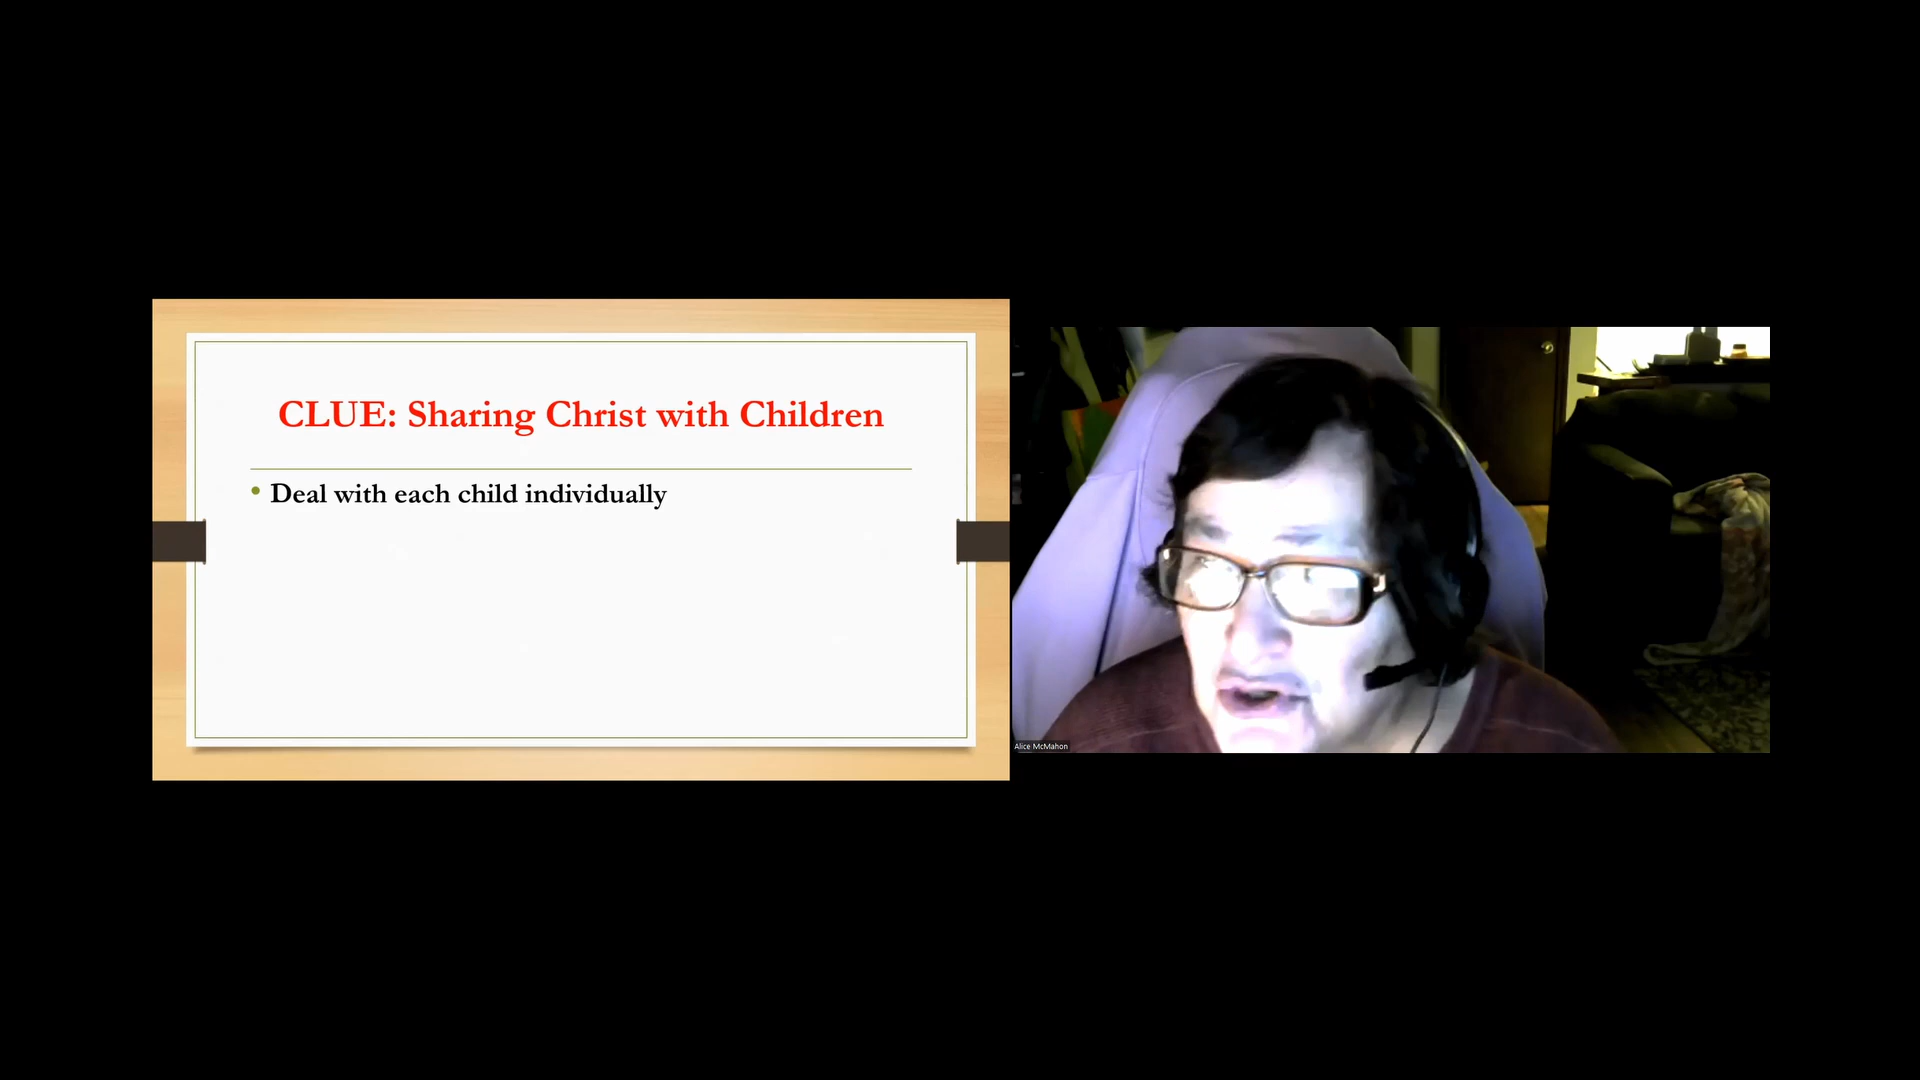 CLUE: Sharing Christ with Children
• Deal with each child individually
Alice McMahon